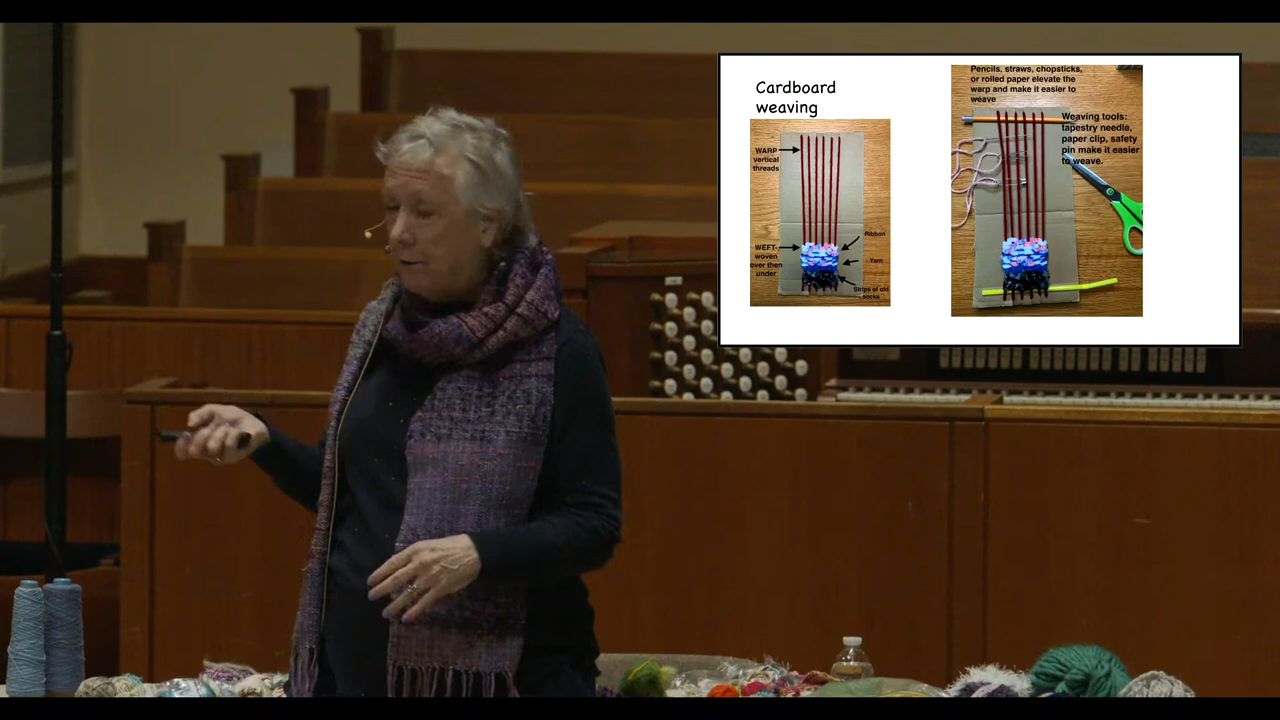 Cardboard
weaving
WARP
vertical
threads
WEFT-
woven
over then
under
Ribbon
Yarn
Strips of old
socks
Pencils, straws, chopsticks,
or rolled paper elevate the
warp and make it easier to
weave
Weaving tools:
tapestry needle,
paper clip, safety
pin make it easier
to weave.